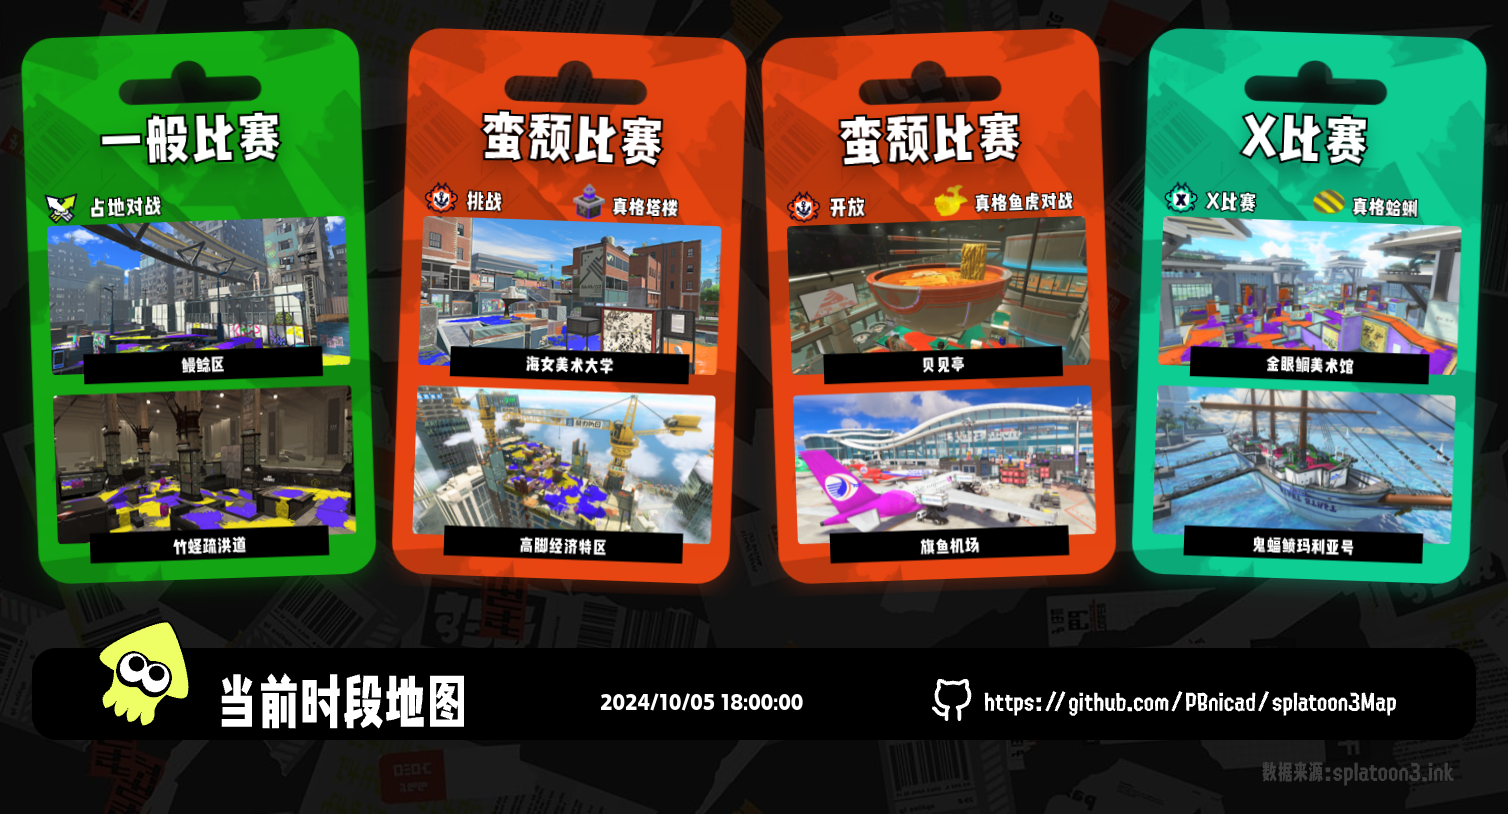 一般比赛
占地对战
鳗鲶区
竹蛏疏洪道
蛮颓比赛
挑战
真格塔楼
海女美术大学
高脚经济特区
蛮颓比赛
开放
真格鱼虎对战
贝见亭
旗鱼机场
X比赛
X比赛
真格蛤蜊
金眼鲷美术馆
鬼蝠鲼玛利亚号
当前时段地图
2024/10/05 18:00:00
https://github.com/PBnicad/splatoon3Map
数据来源:splatoon3.ink